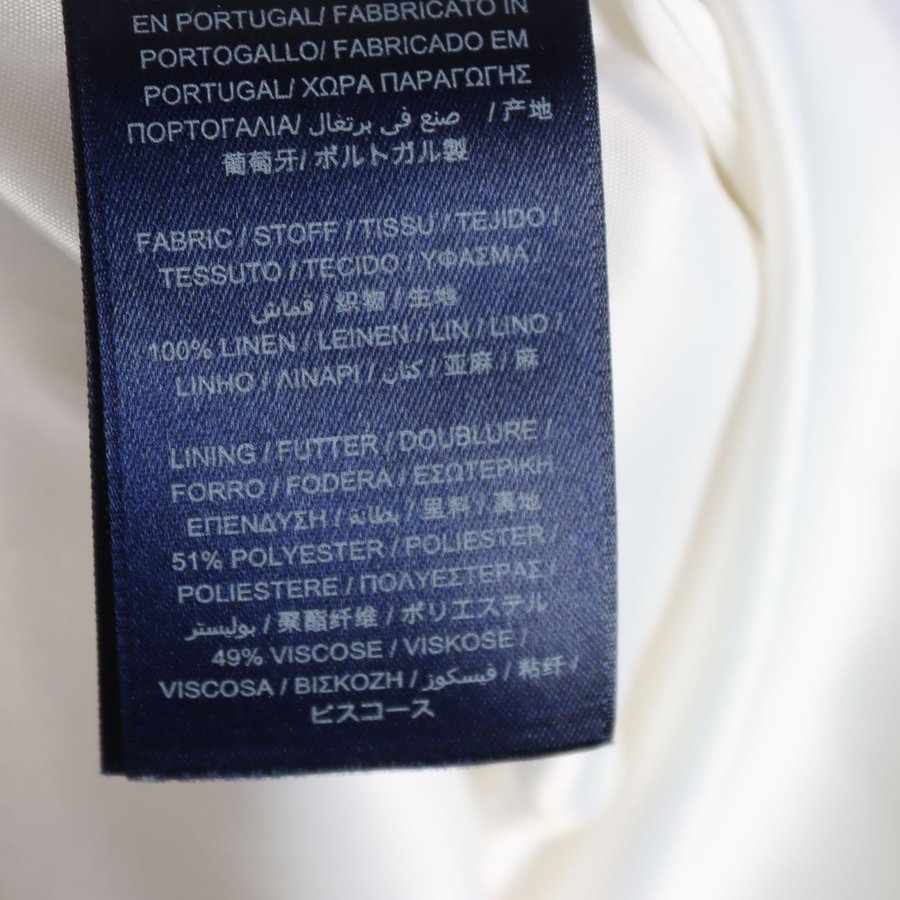 EN PORTUGAL/ FABBRICATO IN
PORTOGALLO/ FABRICADO EM
PORTUGAL/ ΧΩΡΑ ΠΑΡΑΓΩΓΗΣ
ΠΟΡΤΟΓΑΛΙΑ/ صنع في برتغال / 产地
葡萄牙/ ポルトガル製
FABRIC / STOFF / TISSU / TEJIDO /
TESSUTO / TECIDO / ΥΦΑΣΜΑ /
قماش / 织物 / 生地
100% LINEN / LEINEN / LIN / LINO /
LINHO / ΛΙΝΑΡΙ / كتان / 亚麻 / 麻
LINING / FUTTER / DOUBLURE /
FORRO / FODERA / ΕΣΩΤΕΡΙΚΗ
ΕΠΕΝΔΥΣΗ / بطانة / 里料 / 裏地
51% POLYESTER / POLIESTER /
POLIESTERE / ΠΟΛΥΕΣΤΕΡΑΣ /
بوليستر / 聚酯纤维 / ポリエステル
49% VISCOSE / VISKOSE /
VISCOSA / ΒΙΣΚΟΖΗ / فيسكوز / 粘纤 /
ビスコース